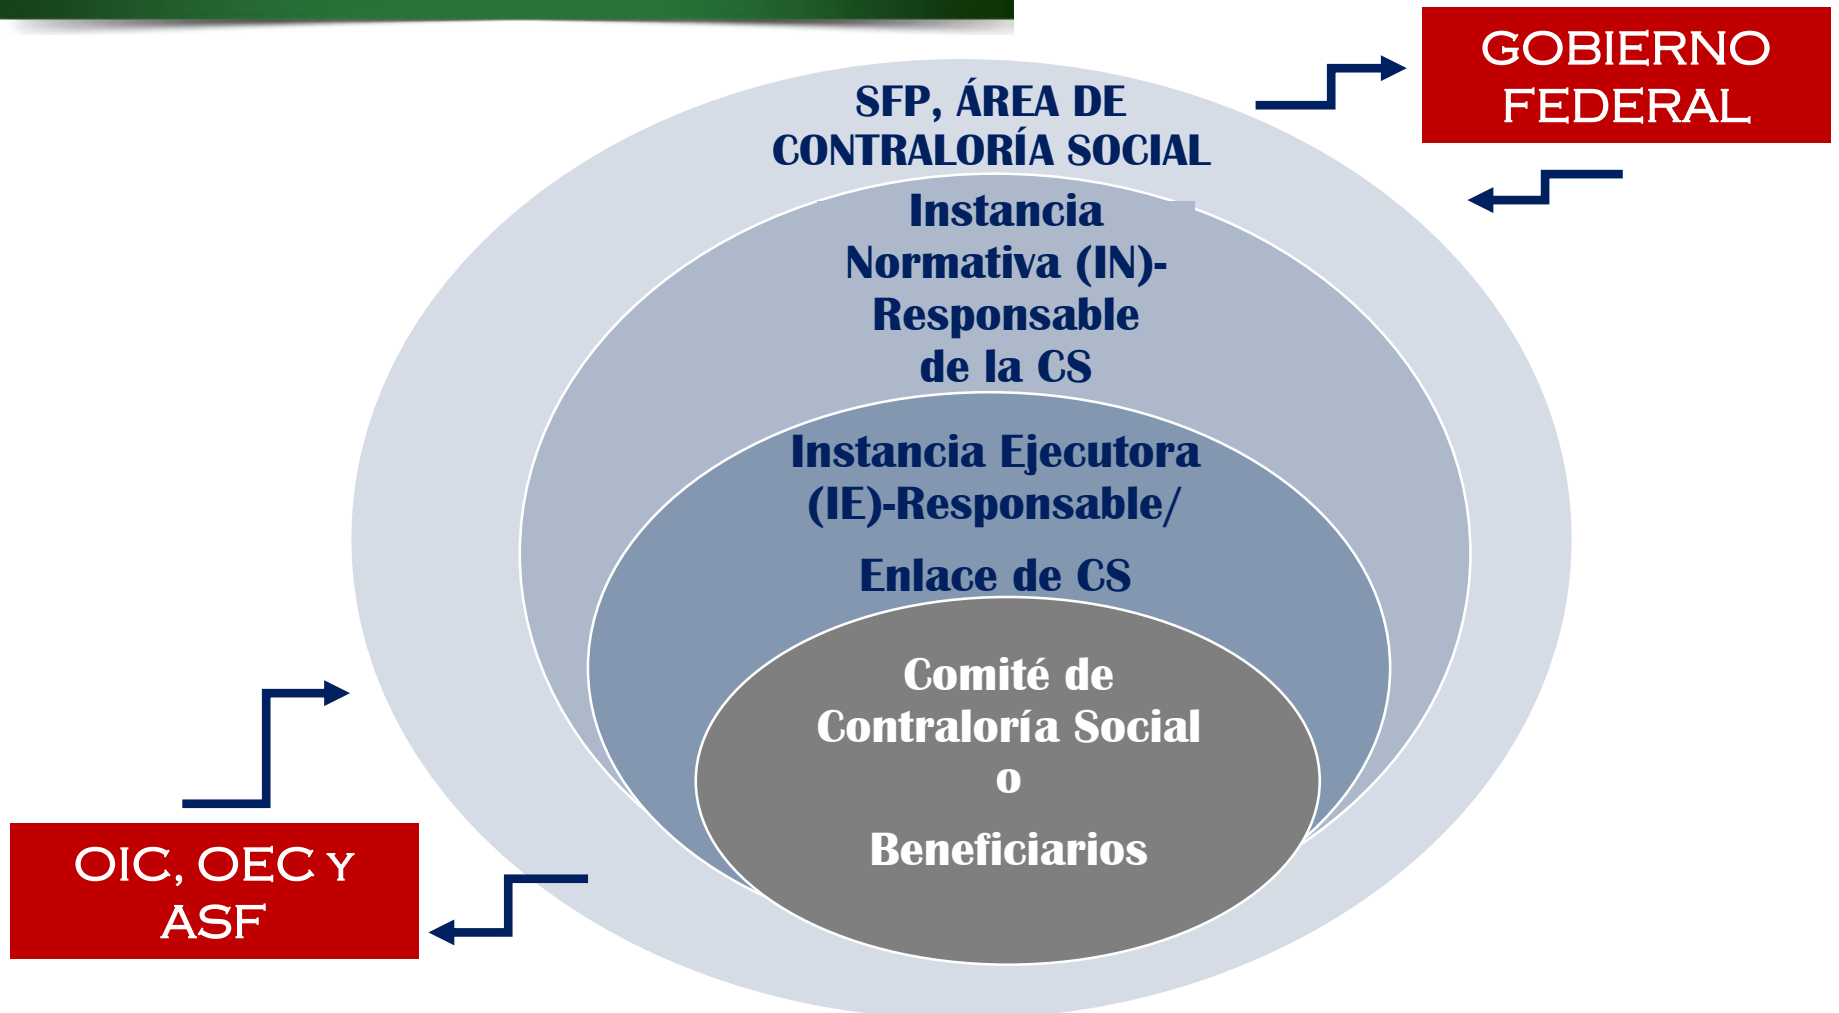 GOBIERNO
FEDERAL
SFP, ÁREA DE
CONTRALORÍA SOCIAL
Instancia
Normativa (IN)-
Responsable
de la CS
Instancia Ejecutora
(IE)-Responsable/
Enlace de CS
Comité de
Contraloría Social
o
Beneficiarios
OIC, OEC Y
ASF